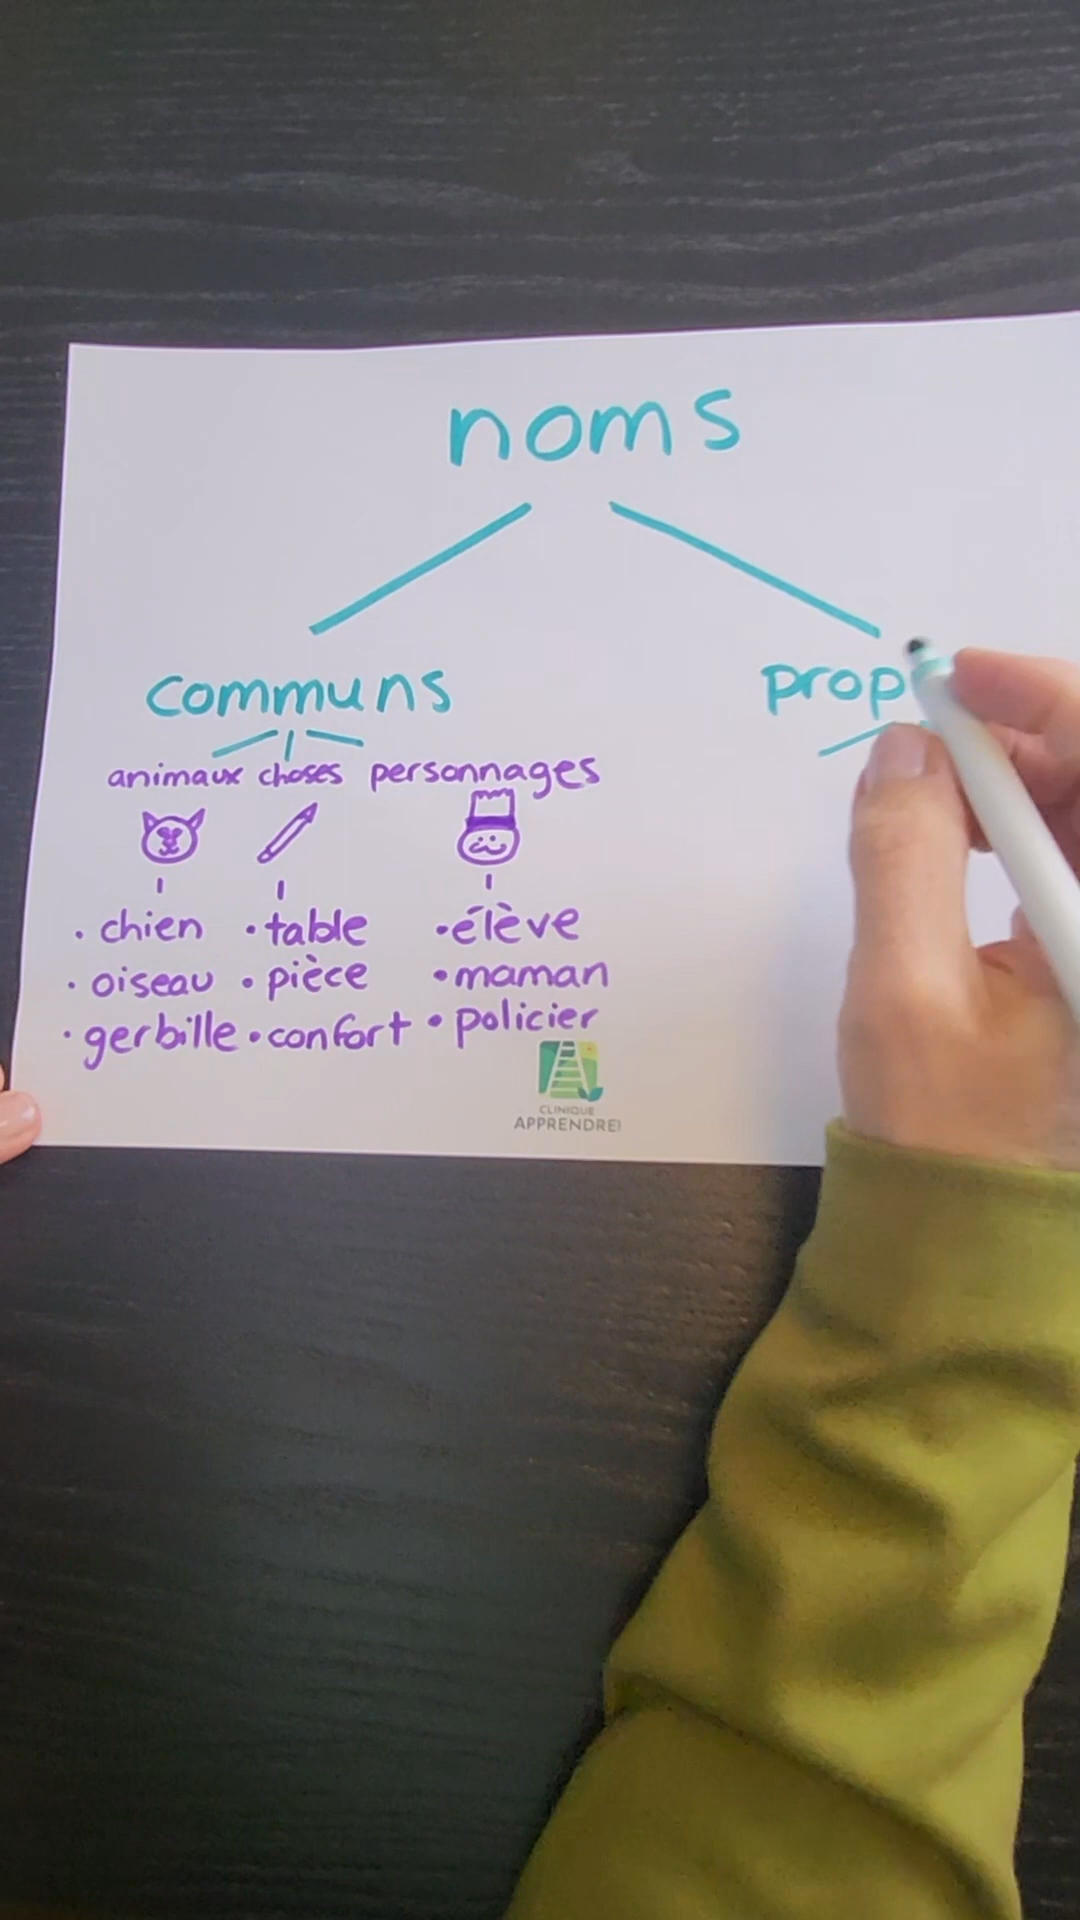 noms
communs
animaux choses personnages
• chien • table • élève
• oiseau • pièce • maman
• gerbille • confort • policier
CLINIQUE
APPRENDRE!